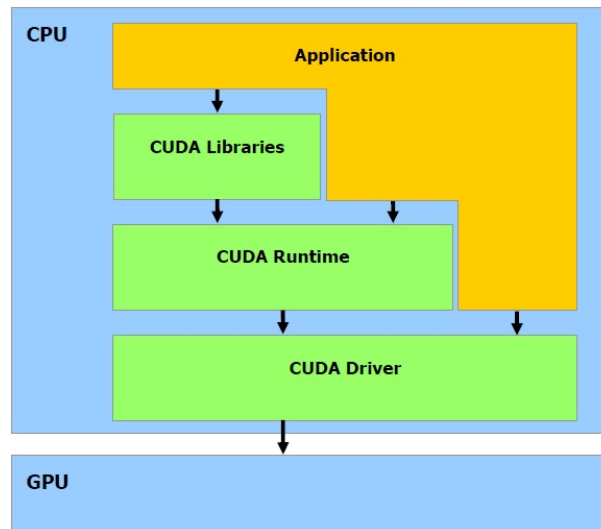 CPU
Application
CUDA Libraries
CUDA Runtime
CUDA Driver
GPU